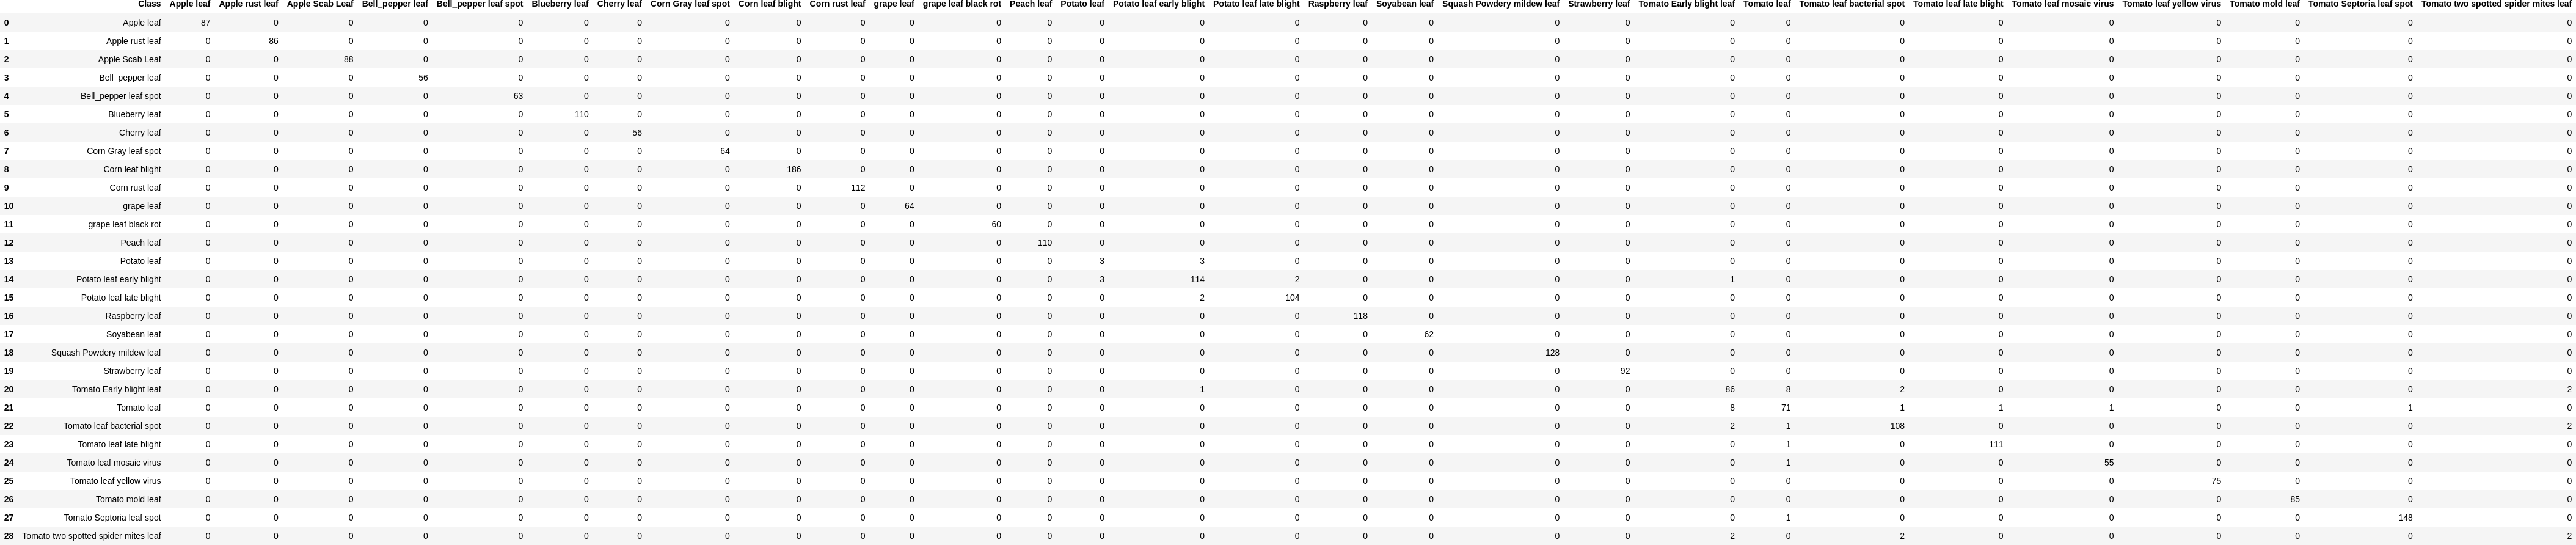 Class Apple leaf Apple rust leaf Apple Scab Leaf Bell_pepper leaf Bell_pepper leaf spot Blueberry leaf Cherry leaf Corn Gray leaf spot Corn leaf blight Corn rust leaf grape leaf grape leaf black rot Peach leaf Potato leaf Potato leaf early blight Potato leaf late blight Raspberry leaf Soyabean leaf Squash Powdery mildew leaf Strawberry leaf Tomato Early blight leaf Tomato leaf Tomato leaf bacterial spot Tomato leaf late blight Tomato leaf mosaic virus Tomato leaf yellow virus Tomato mold leaf Tomato Septoria leaf spot Tomato two spotted spider mites leaf
0 Apple leaf 87 0 0 0 0 0 0 0 0 0 0 0 0 0 0 0 0 0 0 0 0 0 0 0 0 0 0 0 0
1 Apple rust leaf 0 86 0 0 0 0 0 0 0 0 0 0 0 0 0 0 0 0 0 0 0 0 0 0 0 0 0 0 0
2 Apple Scab Leaf 0 0 88 0 0 0 0 0 0 0 0 0 0 0 0 0 0 0 0 0 0 0 0 0 0 0 0 0 0
3 Bell_pepper leaf 0 0 0 56 0 0 0 0 0 0 0 0 0 0 0 0 0 0 0 0 0 0 0 0 0 0 0 0 0
4 Bell_pepper leaf spot 0 0 0 0 63 0 0 0 0 0 0 0 0 0 0 0 0 0 0 0 0 0 0 0 0 0 0 0 0
5 Blueberry leaf 0 0 0 0 0 110 0 0 0 0 0 0 0 0 0 0 0 0 0 0 0 0 0 0 0 0 0 0 0
6 Cherry leaf 0 0 0 0 0 0 56 0 0 0 0 0 0 0 0 0 0 0 0 0 0 0 0 0 0 0 0 0 0
7 Corn Gray leaf spot 0 0 0 0 0 0 0 64 0 0 0 0 0 0 0 0 0 0 0 0 0 0 0 0 0 0 0 0 0
8 Corn leaf blight 0 0 0 0 0 0 0 0 186 0 0 0 0 0 0 0 0 0 0 0 0 0 0 0 0 0 0 0 0
9 Corn rust leaf 0 0 0 0 0 0 0 0 0 112 0 0 0 0 0 0 0 0 0 0 0 0 0 0 0 0 0 0 0
10 grape leaf 0 0 0 0 0 0 0 0 0 0 64 0 0 0 0 0 0 0 0 0 0 0 0 0 0 0 0 0 0
11 grape leaf black rot 0 0 0 0 0 0 0 0 0 0 0 60 0 0 0 0 0 0 0 0 0 0 0 0 0 0 0 0 0
12 Peach leaf 0 0 0 0 0 0 0 0 0 0 0 0 110 0 0 0 0 0 0 0 0 0 0 0 0 0 0 0 0
13 Potato leaf 0 0 0 0 0 0 0 0 0 0 0 0 0 3 3 0 0 0 0 0 0 0 0 0 0 0 0 0 0
14 Potato leaf early blight 0 0 0 0 0 0 0 0 0 0 0 0 0 3 114 2 0 0 0 0 1 0 0 0 0 0 0 0 0
15 Potato leaf late blight 0 0 0 0 0 0 0 0 0 0 0 0 0 0 2 104 0 0 0 0 0 0 0 0 0 0 0 0 0
16 Raspberry leaf 0 0 0 0 0 0 0 0 0 0 0 0 0 0 0 0 118 0 0 0 0 0 0 0 0 0 0 0 0
17 Soyabean leaf 0 0 0 0 0 0 0 0 0 0 0 0 0 0 0 0 0 62 0 0 0 0 0 0 0 0 0 0 0
18 Squash Powdery mildew leaf 0 0 0 0 0 0 0 0 0 0 0 0 0 0 0 0 0 0 128 0 0 0 0 0 0 0 0 0 0
19 Strawberry leaf 0 0 0 0 0 0 0 0 0 0 0 0 0 0 0 0 0 0 0 92 0 0 0 0 0 0 0 0 0
20 Tomato Early blight leaf 0 0 0 0 0 0 0 0 0 0 0 0 0 0 1 0 0 0 0 0 86 8 2 0 0 0 0 0 2
21 Tomato leaf 0 0 0 0 0 0 0 0 0 0 0 0 0 0 0 0 0 0 0 0 8 71 1 1 1 0 0 1 0
22 Tomato leaf bacterial spot 0 0 0 0 0 0 0 0 0 0 0 0 0 0 0 0 0 0 0 0 2 1 108 0 0 0 0 0 2
23 Tomato leaf late blight 0 0 0 0 0 0 0 0 0 0 0 0 0 0 0 0 0 0 0 0 0 1 0 111 0 0 0 0 0
24 Tomato leaf mosaic virus 0 0 0 0 0 0 0 0 0 0 0 0 0 0 0 0 0 0 0 0 0 1 0 0 55 0 0 0 0
25 Tomato leaf yellow virus 0 0 0 0 0 0 0 0 0 0 0 0 0 0 0 0 0 0 0 0 0 0 0 0 0 75 0 0 0
26 Tomato mold leaf 0 0 0 0 0 0 0 0 0 0 0 0 0 0 0 0 0 0 0 0 0 0 0 0 0 0 85 0 0
27 Tomato Septoria leaf spot 0 0 0 0 0 0 0 0 0 0 0 0 0 0 0 0 0 0 0 0 0 1 0 0 0 0 0 148 0
28 Tomato two spotted spider mites leaf 0 0 0 0 0 0 0 0 0 0 0 0 0 0 0 0 0 0 0 0 2 0 2 0 0 0 0 0 2